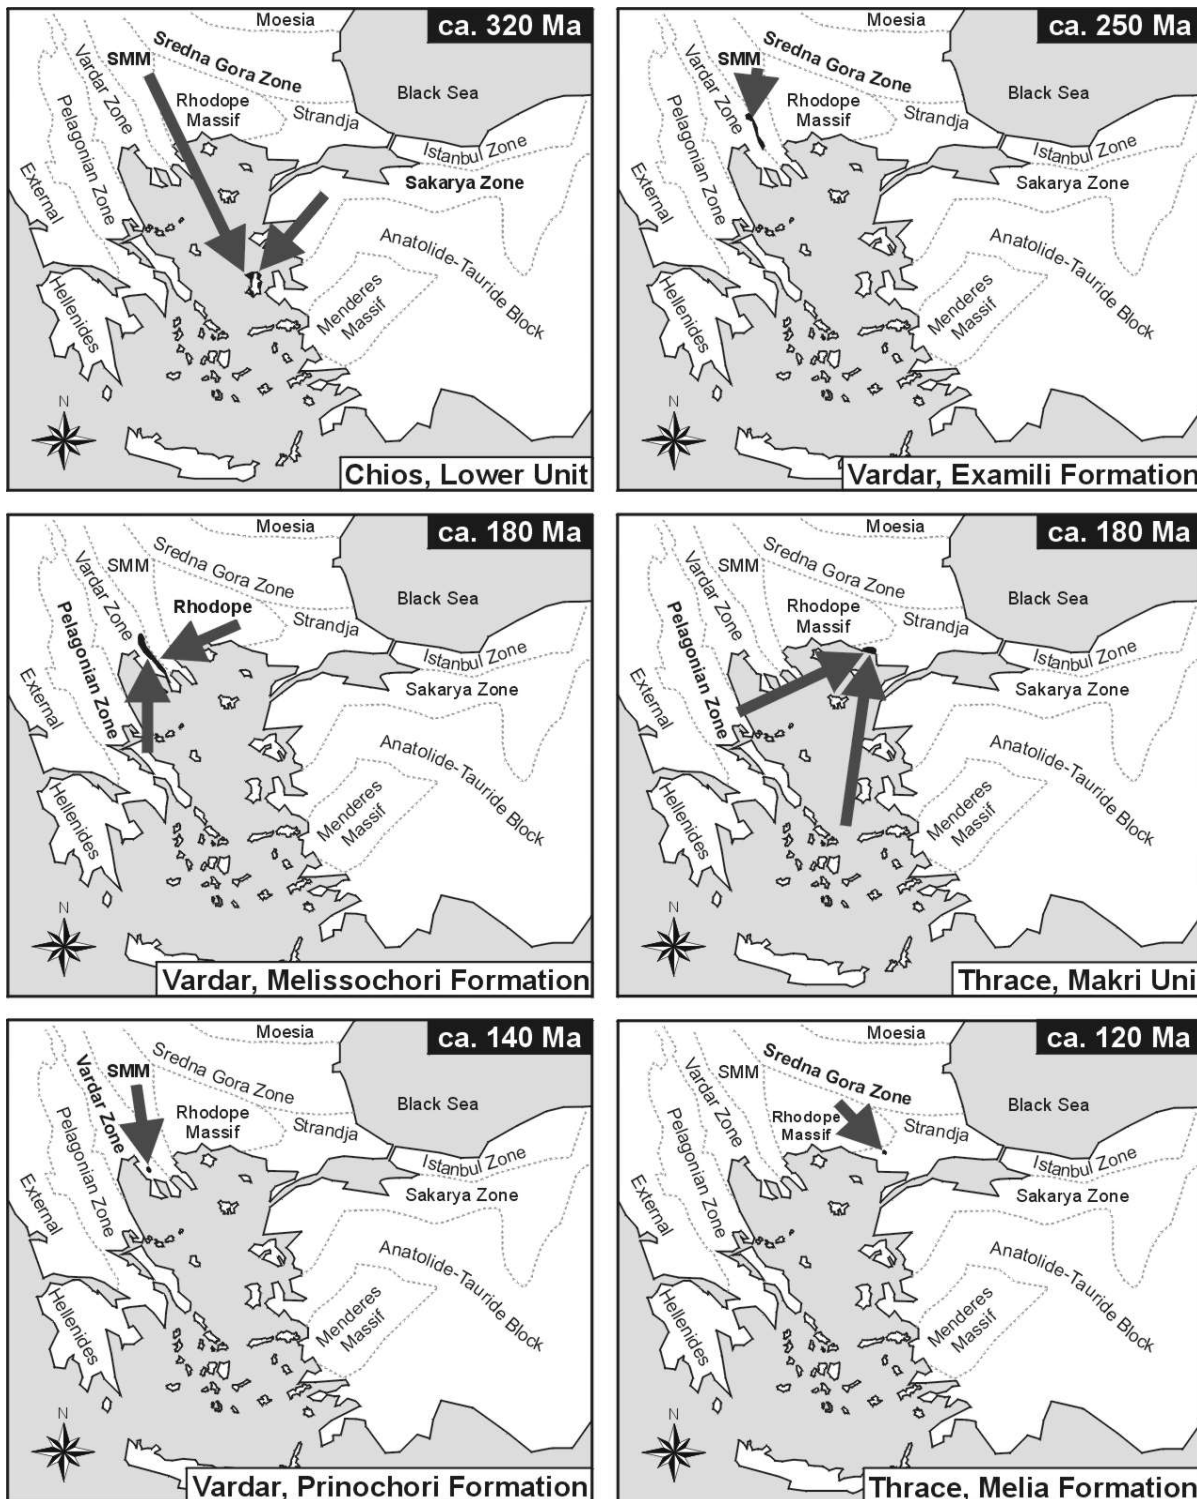 ca. 320 Ma
Moesia
SMM
Sredna Gora Zone
Vardar Zone
Rhodope
Massif
Black Sea
Strandja
Pelagonian Zone
Istanbul Zone
Sakarya Zone
External
Anatolide-Tauride Block
Menderes
Massif
Hellenides
N
Chios, Lower Unit
ca. 250 Ma
Moesia
SMM
Sredna Gora Zone
Vardar Zone
Rhodope
Massif
Black Sea
Strandja
Pelagonian Zone
Istanbul Zone
Sakarya Zone
External
Anatolide-Tauride Block
Menderes
Massif
Hellenides
N
Vardar, Examili Formation
ca. 180 Ma
Moesia
SMM
Sredna Gora Zone
Vardar Zone
Rhodope
Black Sea
Strandja
Pelagonian Zone
Istanbul Zone
Sakarya Zone
External
Anatolide-Tauride Block
Menderes
Massif
Hellenides
N
Vardar, Melissochori Formation
ca. 180 Ma
Moesia
SMM
Sredna Gora Zone
Vardar Zone
Rhodope
Massif
Black Sea
Strandja
Pelagonian Zone
Istanbul Zone
Sakarya Zone
External
Anatolide-Tauride Block
Menderes
Massif
Hellenides
N
Thrace, Makri Uni
ca. 140 Ma
Moesia
SMM
Sredna Gora Zone
Vardar Zone
Rhodope
Massif
Black Sea
Strandja
Pelagonian Zone
Istanbul Zone
Sakarya Zone
External
Anatolide-Tauride Block
Menderes
Massif
Hellenides
N
Vardar, Prinochori Formation
ca. 120 Ma
Moesia
SMM
Sredna Gora Zone
Vardar Zone
Rhodope
Massif
Black Sea
Strandja
Pelagonian Zone
Istanbul Zone
Sakarya Zone
External
Anatolide-Tauride Block
Menderes
Massif
Hellenides
N
Thrace, Melia Formation